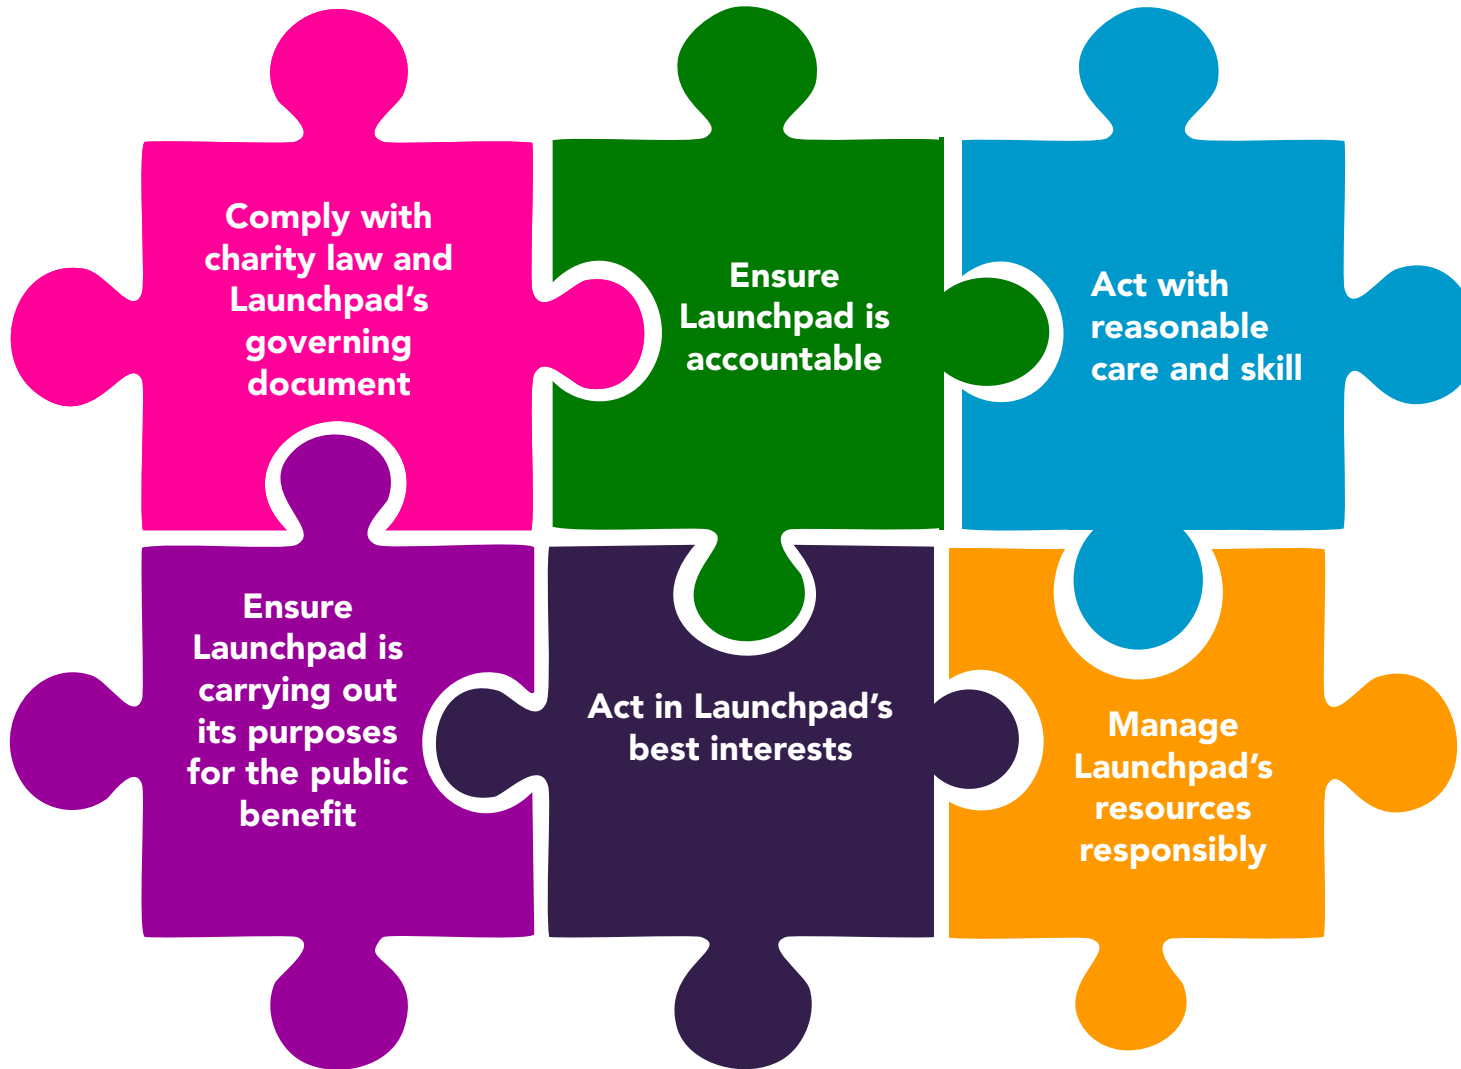 Comply with
charity law and
Launchpad’s
governing
document
Ensure
Launchpad is
accountable
Act with
reasonable
care and skill
Ensure
Launchpad is
carrying out
its purposes
for the public
benefit
Act in Launchpad’s
best interests
Manage
Launchpad’s
resources
responsibly